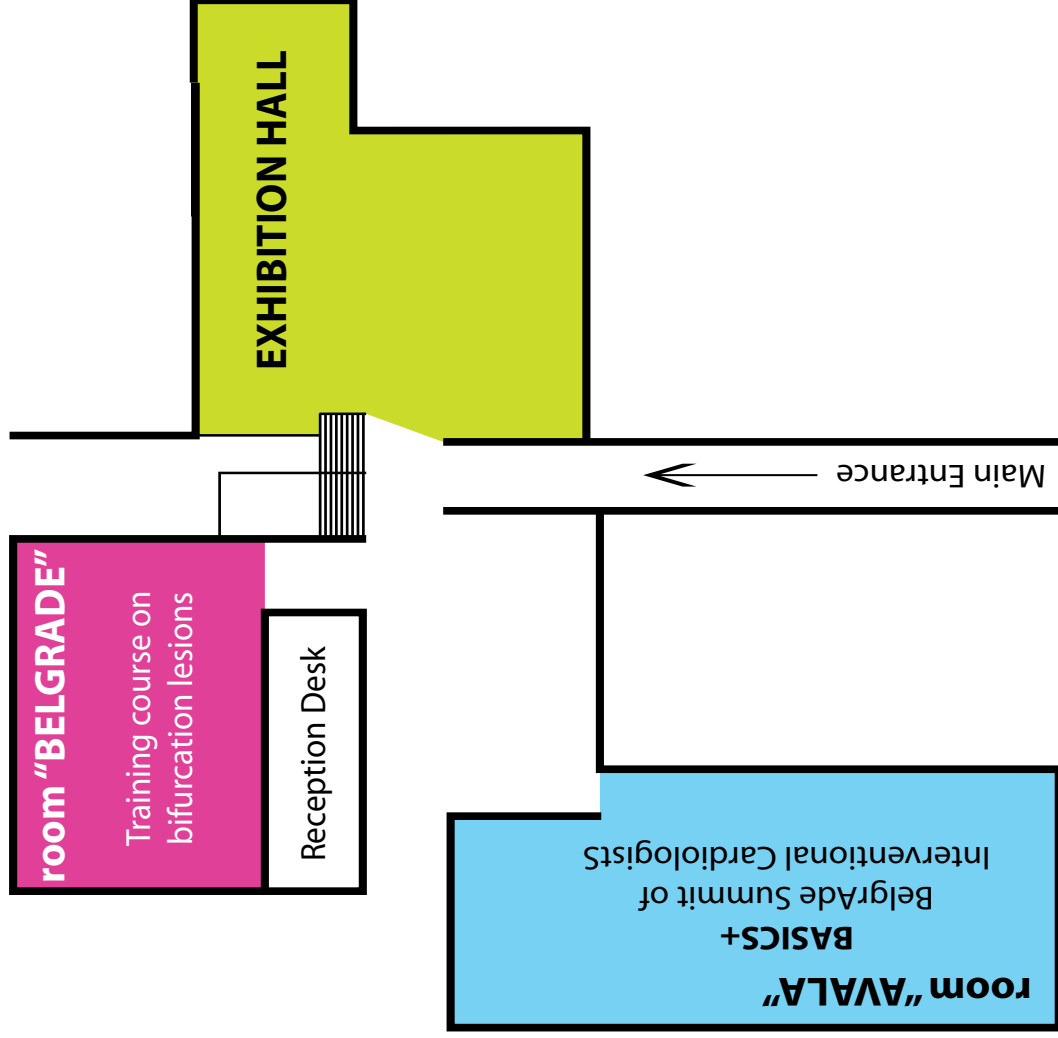 EXHIBITION HALL
room “BELGRADE”
Training course on
bifurcation lesions
Reception Desk
Main Entrance
room “AVALA”
BASICS+
BelgrAde Summit of
Interventional CardiologistS